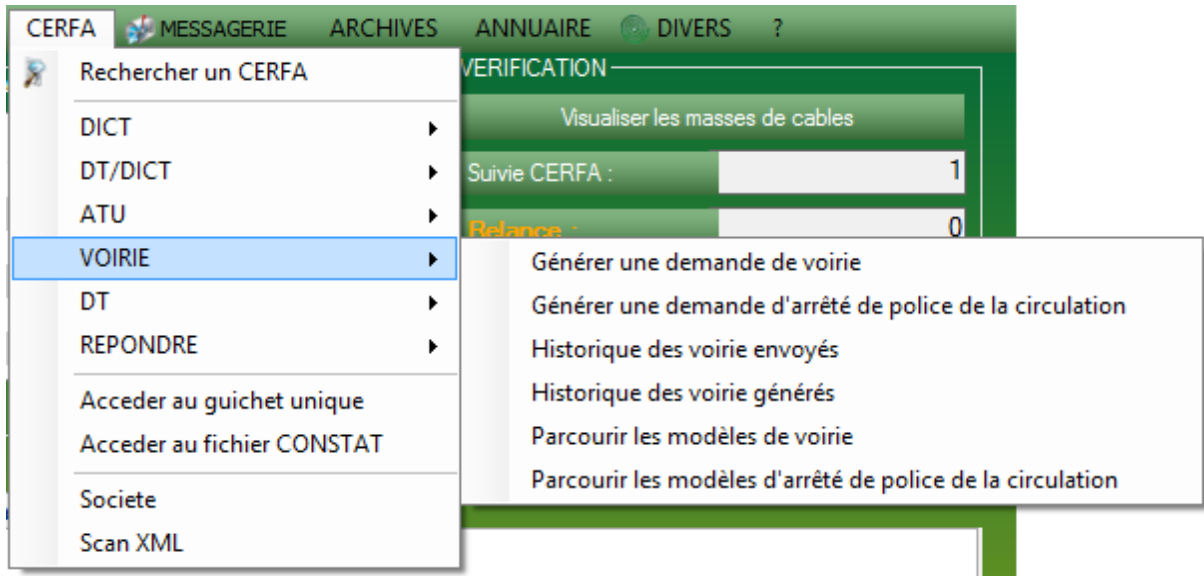 CERFA MESSAGERIE ARCHIVES ANNUAIRE DIVERS ?
Rechercher un CERFA
DICT
DT/DICT
ATU
VOIRIE
DT
REPONDRE
Acceder au guichet unique
Acceder au fichier CONSTAT
Societe
Scan XML
VERIFICATION
Visualiser les masses de cables
Suivie CERFA : 1
Relance : 0
Générer une demande de voirie
Générer une demande d'arrêté de police de la circulation
Historique des voirie envoyés
Historique des voirie générés
Parcourir les modèles de voirie
Parcourir les modèles d'arrêté de police de la circulation